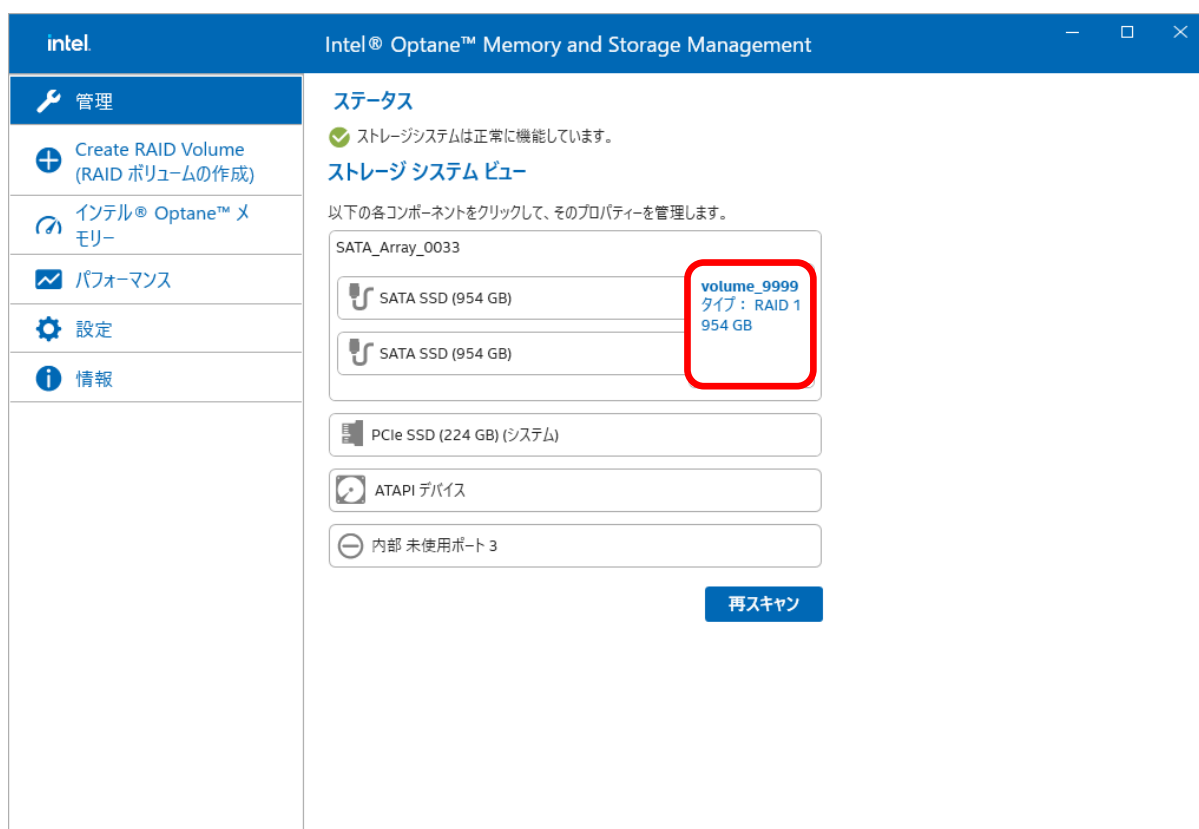 intel.
Intel® Optane™ Memory and Storage Management
管理
Create RAID Volume
(RAID ボリュームの作成)
インテル® Optane™ メ
モリー
パフォーマンス
設定
情報
ステータス
ストレージシステムは正常に機能しています。
ストレージ システム ビュー
以下の各コンポーネントをクリックして、そのプロパティーを管理します。
SATA_Array_0033
SATA SSD (954 GB)
SATA SSD (954 GB)
volume_9999
タイプ： RAID 1
954 GB
PCIe SSD (224 GB) (システム)
ATAPI デバイス
内部 未使用ポート 3
再スキャン